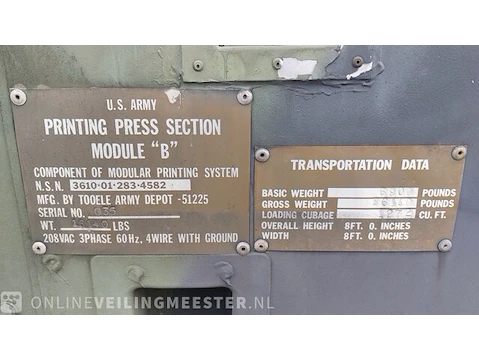 U.S. ARMY
PRINTING PRESS SECTION
MODULE "B"
COMPONENT OF MODULAR PRINTING SYSTEM
N.S.N. 3610-01-283-4582
MFG. BY TOOELE ARMY DEPOT -51225
SERIAL NO. 635
WT. LBS
208VAC 3PHASE 60Hz, 4WIRE WITH GROUND
TRANSPORTATION DATA
BASIC WEIGHT POUNDS
GROSS WEIGHT POUNDS
LOADING CUBAGE CU. FT.
OVERALL HEIGHT 8FT. 0. INCHES
WIDTH 8FT. 0. INCHES
ONLINEVEILINGMEESTER.NL